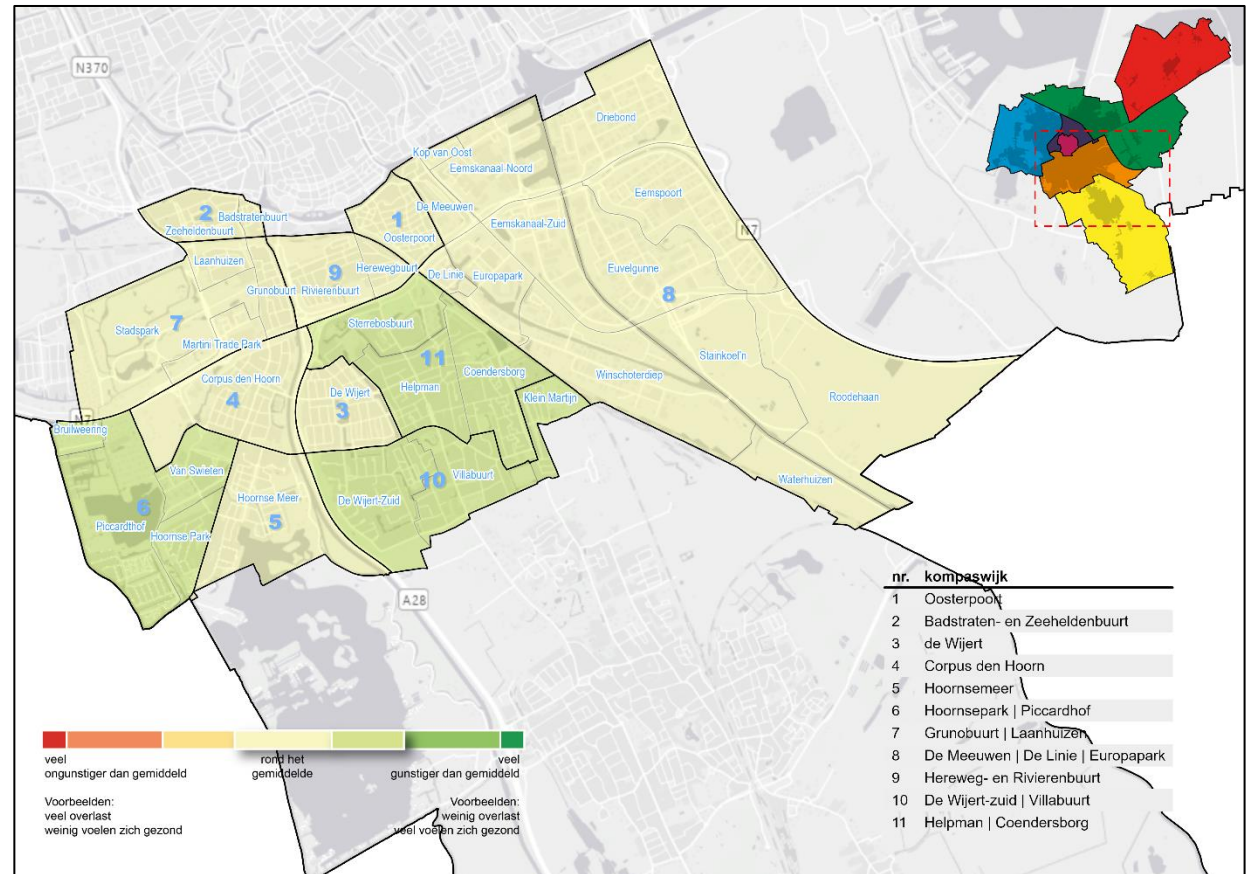 N370
Driebond
Kop van Oost
Eemskanaal-Noord
Eemspoort
De Meeuwen
2 Badstratenbuurt
Zeeheldenbuurt
1
Oosterpoort
Eemskanaal-Zuid
N7
Laanhuizen
9 Herewegbuurt
De Linie Europapark
Euvelgunne
Grunobuurt Rivierenbuurt
8
Stadspark 7
Sterrebosbuurt
Martini Trade Park
11
Stainkoel'n
Corpus den Hoorn
Coendersborg
Winschoterdiep
4
De Wijert
Helpman
Roodehaan
3
Klein Martijn
N7
Bruilweering
Van Swieten
Villabuurt
10
Waterhuizen
Hoornse Meer
De Wijert-Zuid
6
5
Piccardthof
Hoornse Park
A28
nr. kompaswijk
1 Oosterpoort
2 Badstraten- en Zeeheldenbuurt
3 de Wijert
4 Corpus den Hoorn
5 Hoornsemeer
6 Hoornsepark | Piccardhof
7 Grunobuurt | Laanhuizen
8 De Meeuwen | De Linie | Europapark
9 Hereweg- en Rivierenbuurt
10 De Wijert-zuid | Villabuurt
11 Helpman | Coendersborg
veel rond het veel
ongunstiger dan gemiddeld gemiddelde gunstiger dan gemiddeld
Voorbeelden: Voorbeelden:
veel overlast weinig overlast
weinig voelen zich gezond veel voelen zich gezond